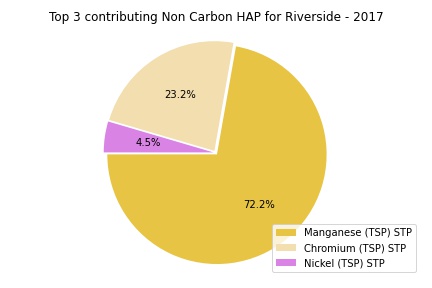 Top 3 contributing Non Carbon HAP for Riverside - 2017
23.2%
4.5%
72.2%
Manganese (TSP) STP
Chromium (TSP) STP
Nickel (TSP) STP